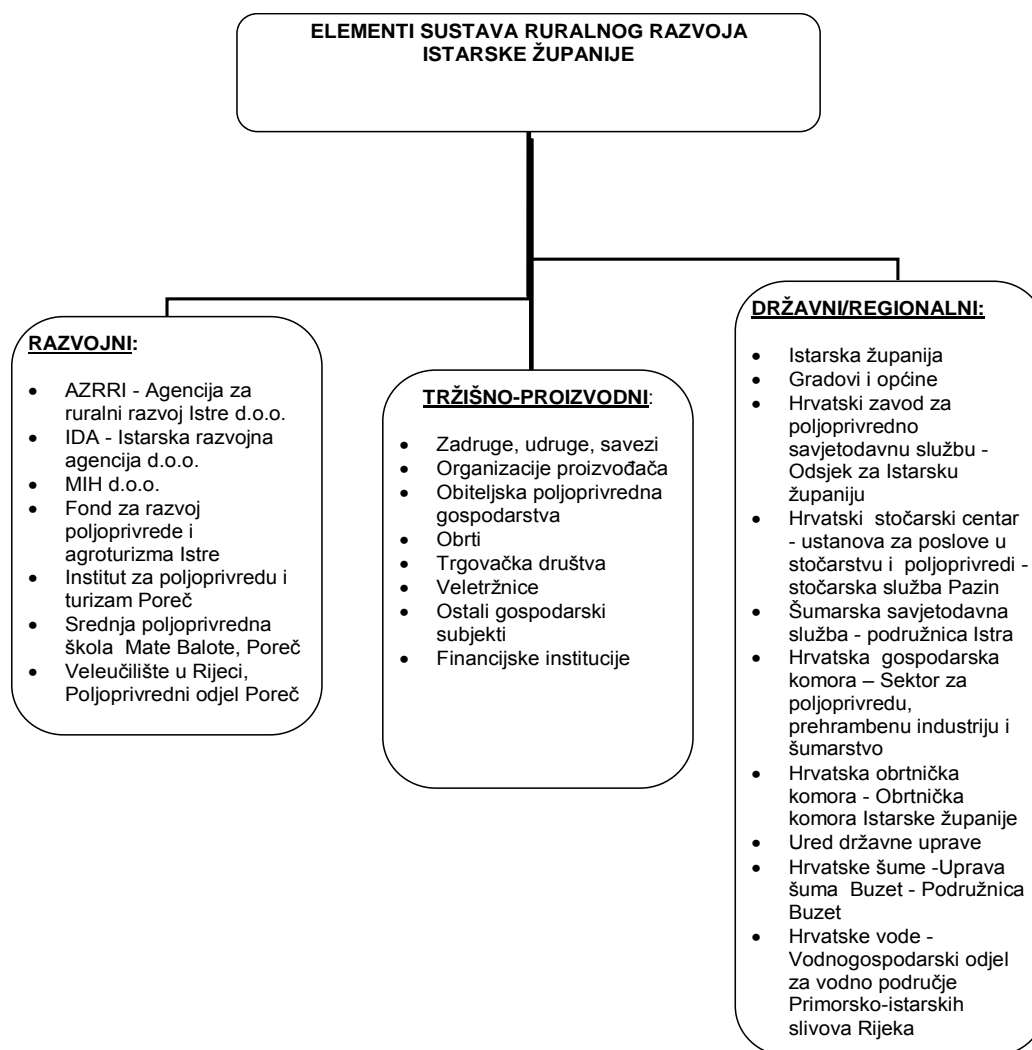 ELEMENTI SUSTAVA RURALNOG RAZVOJA
ISTARSKE ŽUPANIJE
RAZVOJNI:
• AZRRI - Agencija za
ruralni razvoj Istre d.o.o.
• IDA - Istarska razvojna
agencija d.o.o.
• MIH d.o.o.
• Fond za razvoj
poljoprivrede i
agroturizma Istre
• Institut za poljoprivredu i
turizam Poreč
• Srednja poljoprivredna
škola Mate Balote, Poreč
• Veleučilište u Rijeci,
Poljoprivredni odjel Poreč
TRŽIŠNO-PROIZVODNI:
• Zadruge, udruge, savezi
• Organizacije proizvođača
• Obiteljska poljoprivredna
gospodarstva
• Obrti
• Trgovačka društva
• Veletržnice
• Ostali gospodarski
subjekti
• Financijske institucije
DRŽAVNI/REGIONALNI:
• Istarska županija
• Gradovi i općine
• Hrvatski zavod za
poljoprivredno
savjetodavnu službu -
Odsjek za Istarsku
županiju
• Hrvatski stočarski centar
- ustanova za poslove u
stočarstvu i poljoprivredi -
stočarska služba Pazin
• Šumarska savjetodavna
služba - podružnica Istra
• Hrvatska gospodarska
komora – Sektor za
poljoprivredu,
prehrambenu industriju i
šumarstvo
• Hrvatska obrtnička
komora - Obrtnička
komora Istarske županije
• Ured državne uprave
• Hrvatske šume -Uprava
šuma Buzet - Podružnica
Buzet
• Hrvatske vode -
Vodnogospodarski odjel
za vodno područje
Primorsko-istarskih
slivova Rijeka